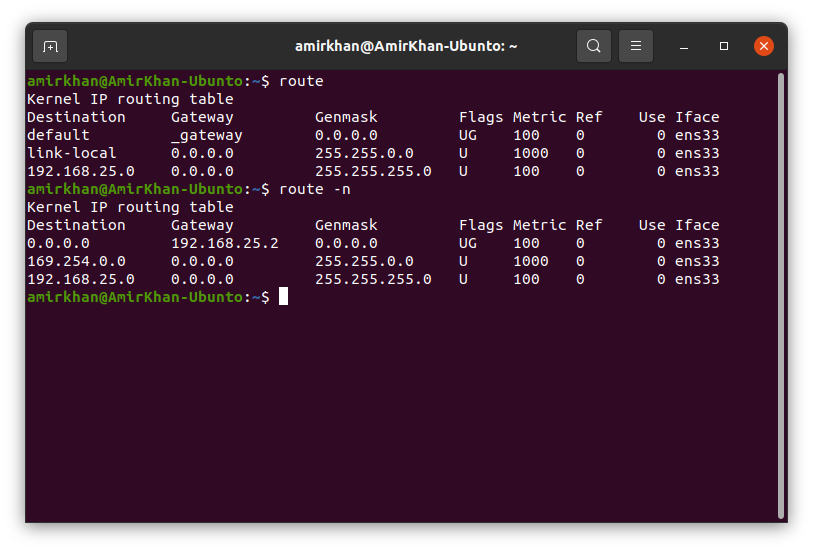 amirkhan@AmirKhan-Ubunto: ~
amirkhan@AmirKhan-Ubunto:~$ route
Kernel IP routing table
Destination     Gateway         Genmask         Flags Metric Ref    Use Iface
default         _gateway        0.0.0.0         UG    100    0        0 ens33
link-local      0.0.0.0         255.255.0.0     U     1000   0        0 ens33
192.168.25.0    0.0.0.0         255.255.255.0   U     100    0        0 ens33
amirkhan@AmirKhan-Ubunto:~$ route -n
Kernel IP routing table
Destination     Gateway         Genmask         Flags Metric Ref    Use Iface
0.0.0.0         192.168.25.2    0.0.0.0         UG    100    0        0 ens33
169.254.0.0     0.0.0.0         255.255.0.0     U     1000   0        0 ens33
192.168.25.0    0.0.0.0         255.255.255.0   U     100    0        0 ens33
amirkhan@AmirKhan-Ubunto:~$